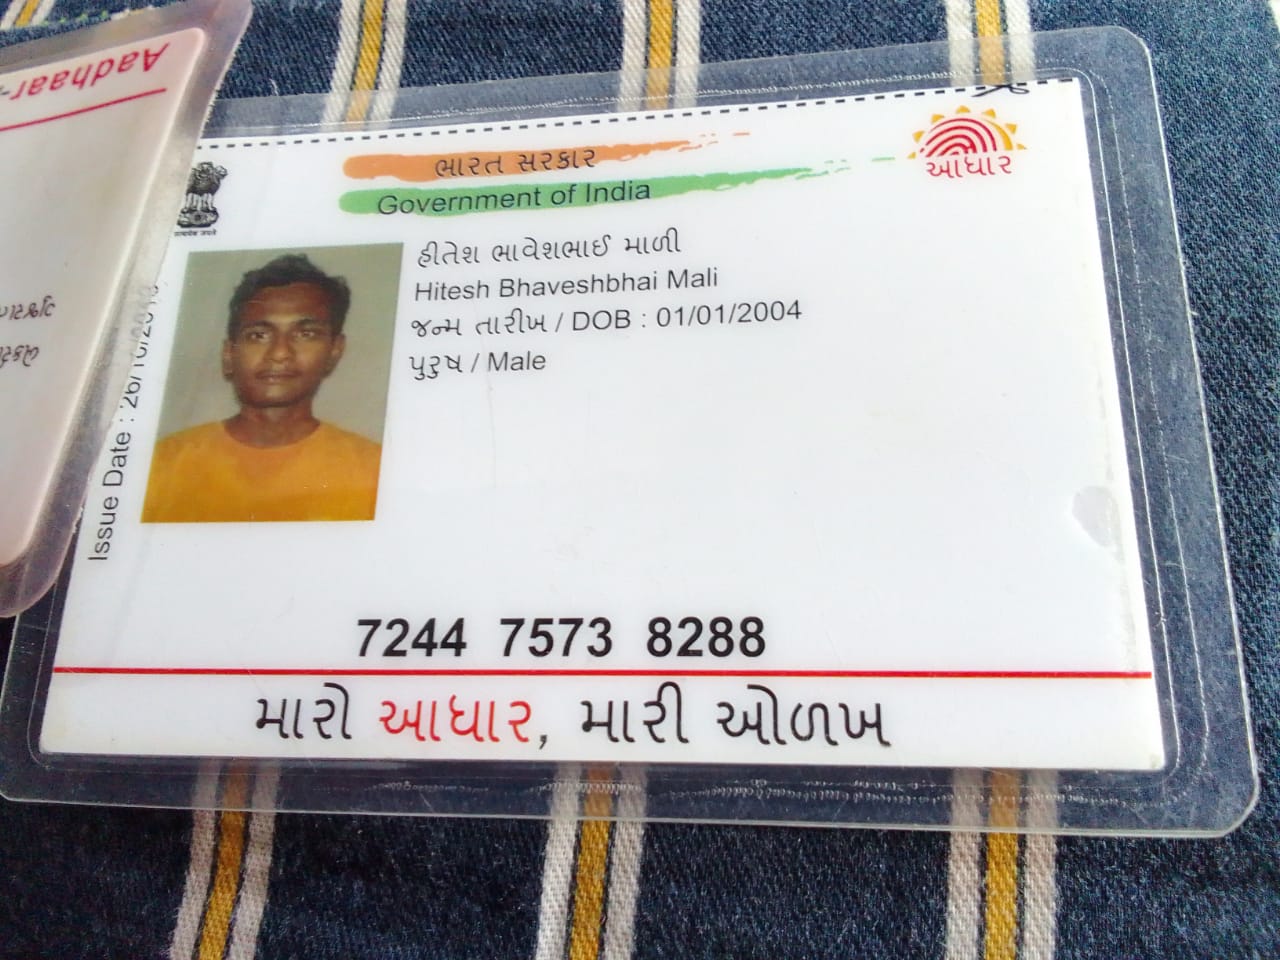 Aadhaar-
ભારત સરકાર
Government of India
આધાર
હીતેશ ભાવેશભાઈ માળી
Hitesh Bhaveshbhai Mali
જન્મ તારીખ / DOB : 01/01/2004
પુરુષ / Male
Issue Date : 26/10/
7244 7573 8288
મારો આધાર, મારી ઓળખ